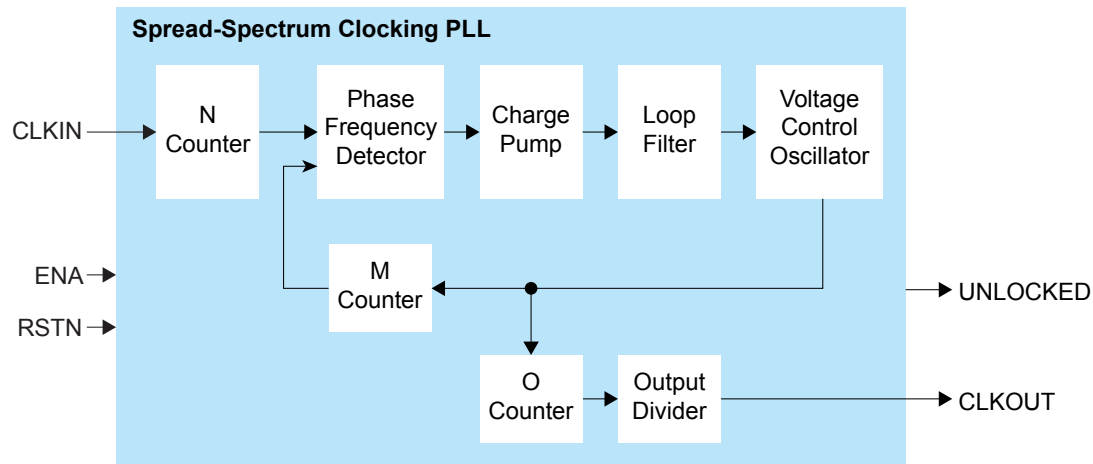 Spread-Spectrum Clocking PLL
CLKIN
N
Counter
Phase
Frequency
Detector
Charge
Pump
Loop
Filter
Voltage
Control
Oscillator
ENA
RSTN
M
Counter
UNLOCKED
O
Counter
Output
Divider
CLKOUT